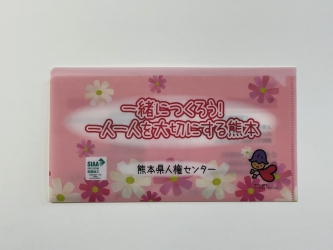 一緒につくろう!
一人一人を大切にする熊本
熊本県人権センター
SIAA